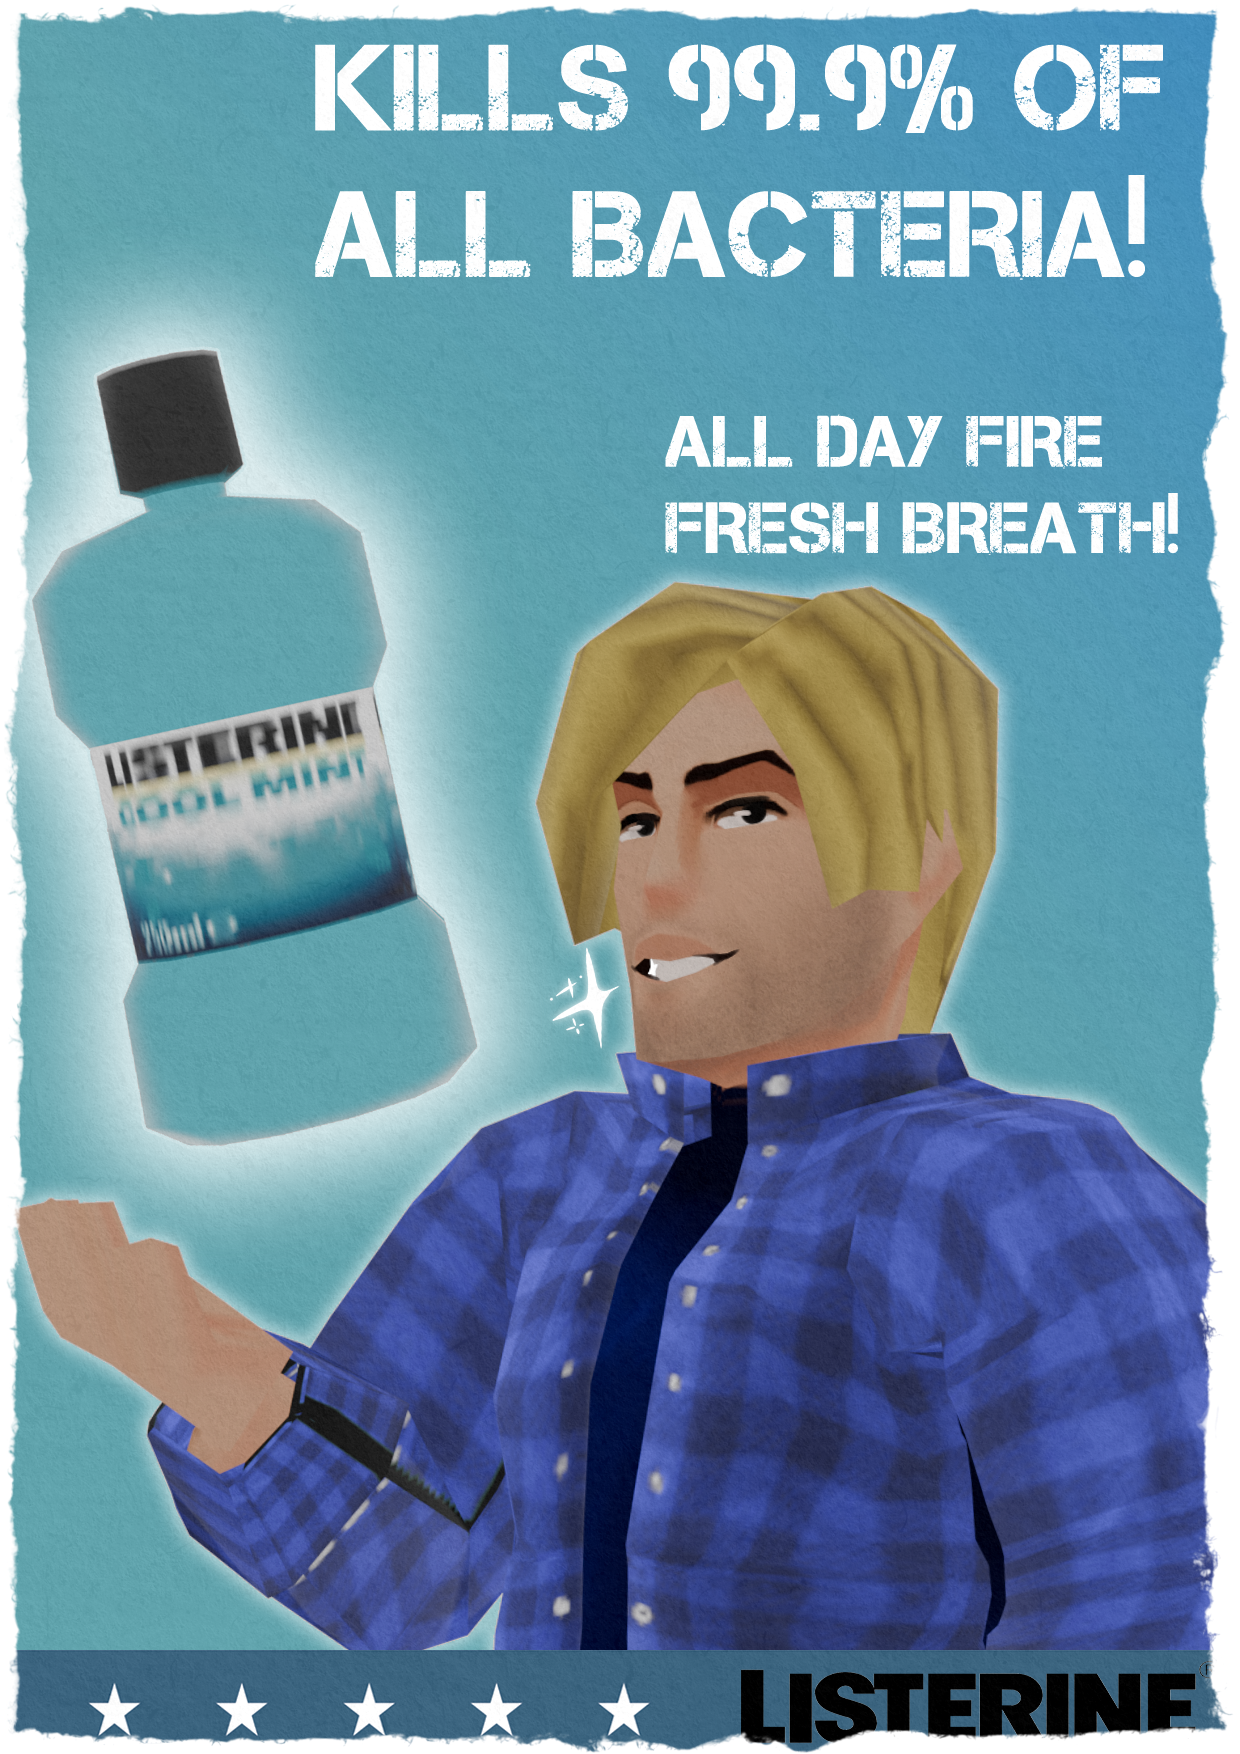 KILLS 99.9% OF
ALL BACTERIA!
ALL DAY FIRE
FRESH BREATH!
LISTERINE
COOL MINT
LISTERINE®